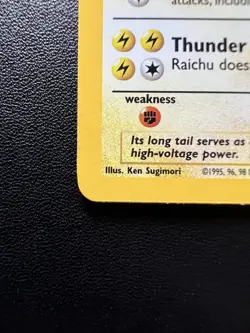 attacks, including
Thunder
Raichu does
weakness
Its long tail serves as
high-voltage power.
Illus. Ken Sugimori ©1995, 96, 98